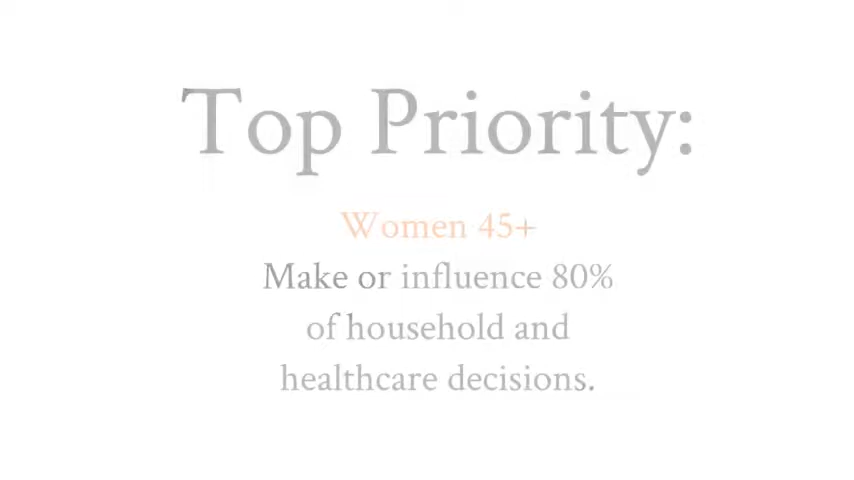 Top Priority:
Women 45+
Make or influence 80%
of household and
healthcare decisions.